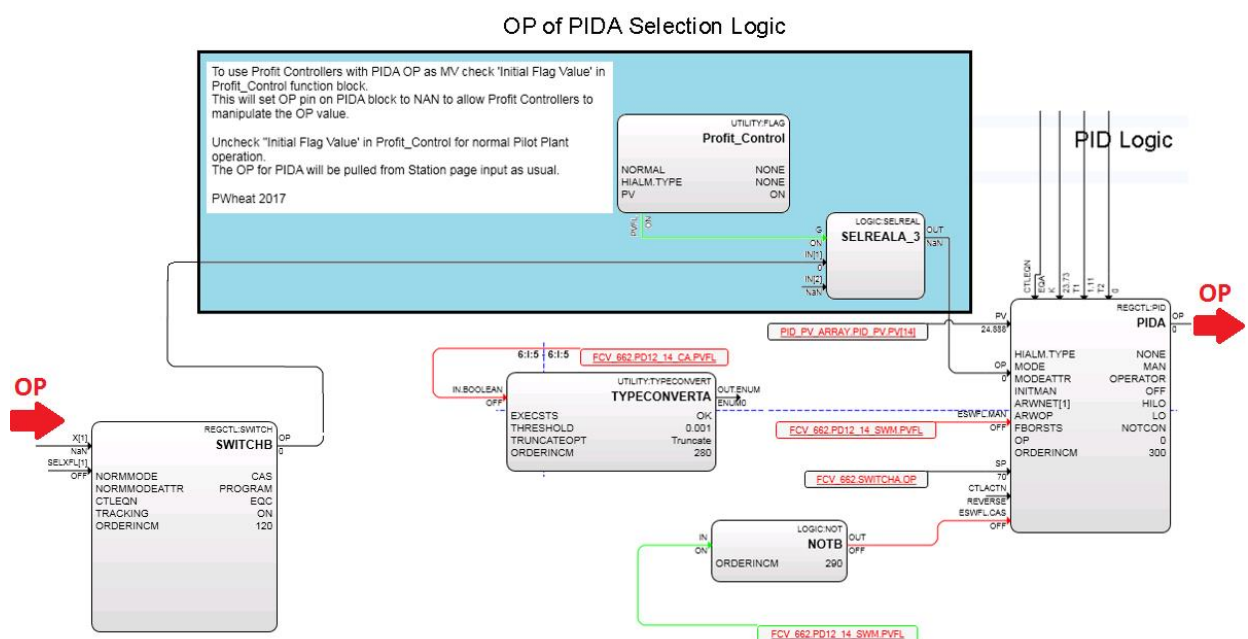 OP of PIDA Selection Logic
To use Profit Controllers with PIDA OP as MV check 'Initial Flag Value' in
Profit_Control function block.
This will set OP pin on PIDA block to NAN to allow Profit Controllers to
manipulate the OP value.
Uncheck "Initial Flag Value' in Profit_Control for normal Pilot Plant
operation.
The OP for PIDA will be pulled from Station page input as usual.
PWheat 2017
UTILITY:FLAG
Profit_Control
NORMAL NONE
HIALM.TYPE NONE
PV ON
PVFL
ON
LOGIC:SELREAL
SELREALA_3
G
ON
IN[1]
0
IN[2]
NaN
OUT
NaN
PID Logic
CTLEQN
EQA
K
23.73
T1
1.11
T2
0
REGCTL:PID
PIDA
PV
24.888
PID_PV_ARRAY.PID_PV.PV[14]
OP
0
HIALM.TYPE NONE
MODE MAN
MODEATTR OPERATOR
INITMAN OFF
ARWNET[1] HILO
ARWOP LO
FBORSTS NOTCON
OP 0
ORDERINCM 300
OP
0
OP
ESWFL.MAN
OFF
FCV_662.PD12_14_SWM.PVFL
SP
70
FCV_662.SWITCHA.OP
CTLACTN
REVERSE
ESWFL.CAS
OFF
6:I:5 6:I:5
FCV_662.PD12_14_CA.PVFL
UTILITY:TYPECONVERT
TYPECONVERTA
IN.BOOLEAN
OFF
OUT.ENUM
ENUM0
EXECSTS OK
THRESHOLD 0.001
TRUNCATEOPT Truncate
ORDERINCM 280
OP
X[1]
NaN
SELXFL[1]
OFF
REGCTL:SWITCH
SWITCHB
OP
0
NORMMODE CAS
NORMMODEATTR PROGRAM
CTLEQN EQC
TRACKING ON
ORDERINCM 120
LOGIC:NOT
NOTB
IN
ON
OUT
OFF
ORDERINCM 290
FCV_662.PD12_14_SWM.PVFL